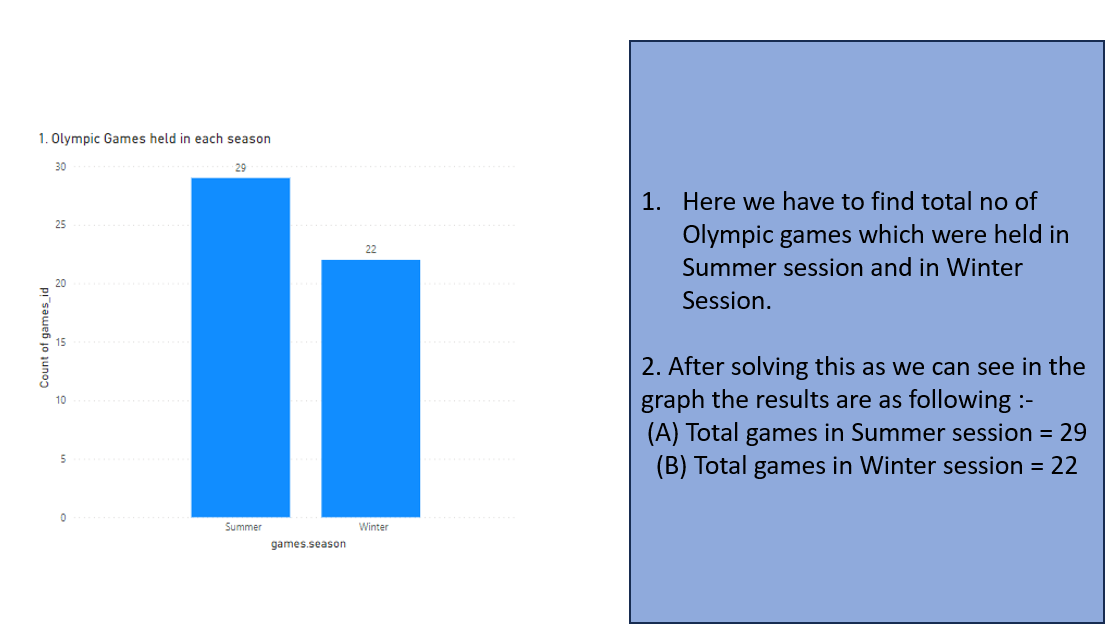 1. Olympic Games held in each season
30
25
20
15
10
5
0
Count of games_id
29
22
Summer
Winter
games.season
1. Here we have to find total no of
Olympic games which were held in
Summer session and in Winter
Session.
2. After solving this as we can see in the
graph the results are as following :-
(A) Total games in Summer session = 29
(B) Total games in Winter session = 22